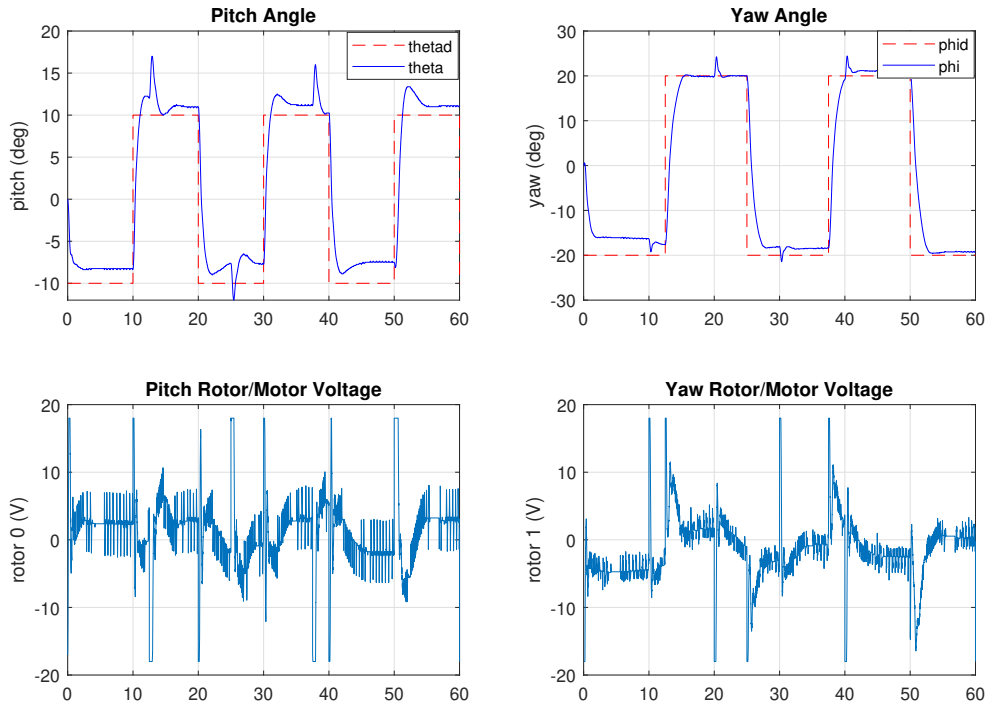 Pitch Angle
20
15
10
5
0
-5
-10
pitch (deg)
thetad
theta
0 10 20 30 40 50 60
Yaw Angle
30
20
10
0
-10
-20
-30
yaw (deg)
phid
phi
0 10 20 30 40 50 60
Pitch Rotor/Motor Voltage
20
10
0
-10
-20
rotor 0 (V)
0 10 20 30 40 50 60
Yaw Rotor/Motor Voltage
20
10
0
-10
-20
rotor 1 (V)
0 10 20 30 40 50 60